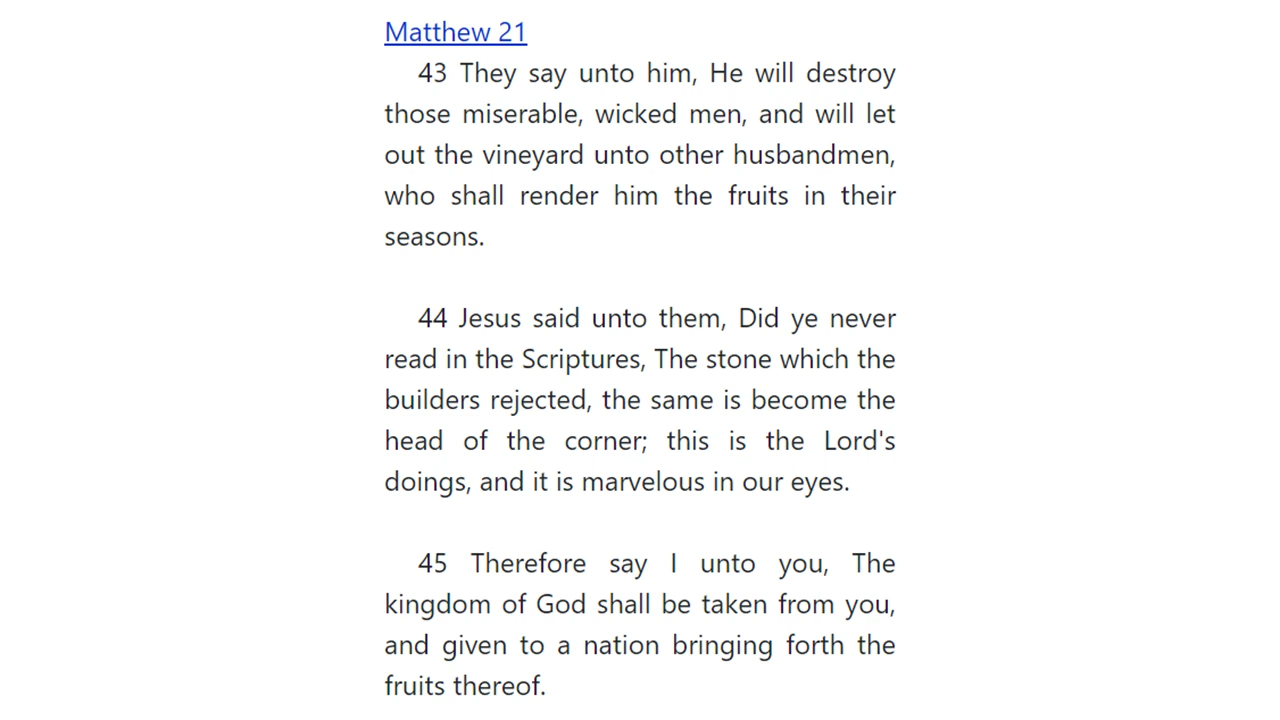 Matthew 21
43 They say unto him, He will destroy
those miserable, wicked men, and will let
out the vineyard unto other husbandmen,
who shall render him the fruits in their
seasons.
44 Jesus said unto them, Did ye never
read in the Scriptures, The stone which the
builders rejected, the same is become the
head of the corner; this is the Lord's
doings, and it is marvelous in our eyes.
45 Therefore say I unto you, The
kingdom of God shall be taken from you,
and given to a nation bringing forth the
fruits thereof.